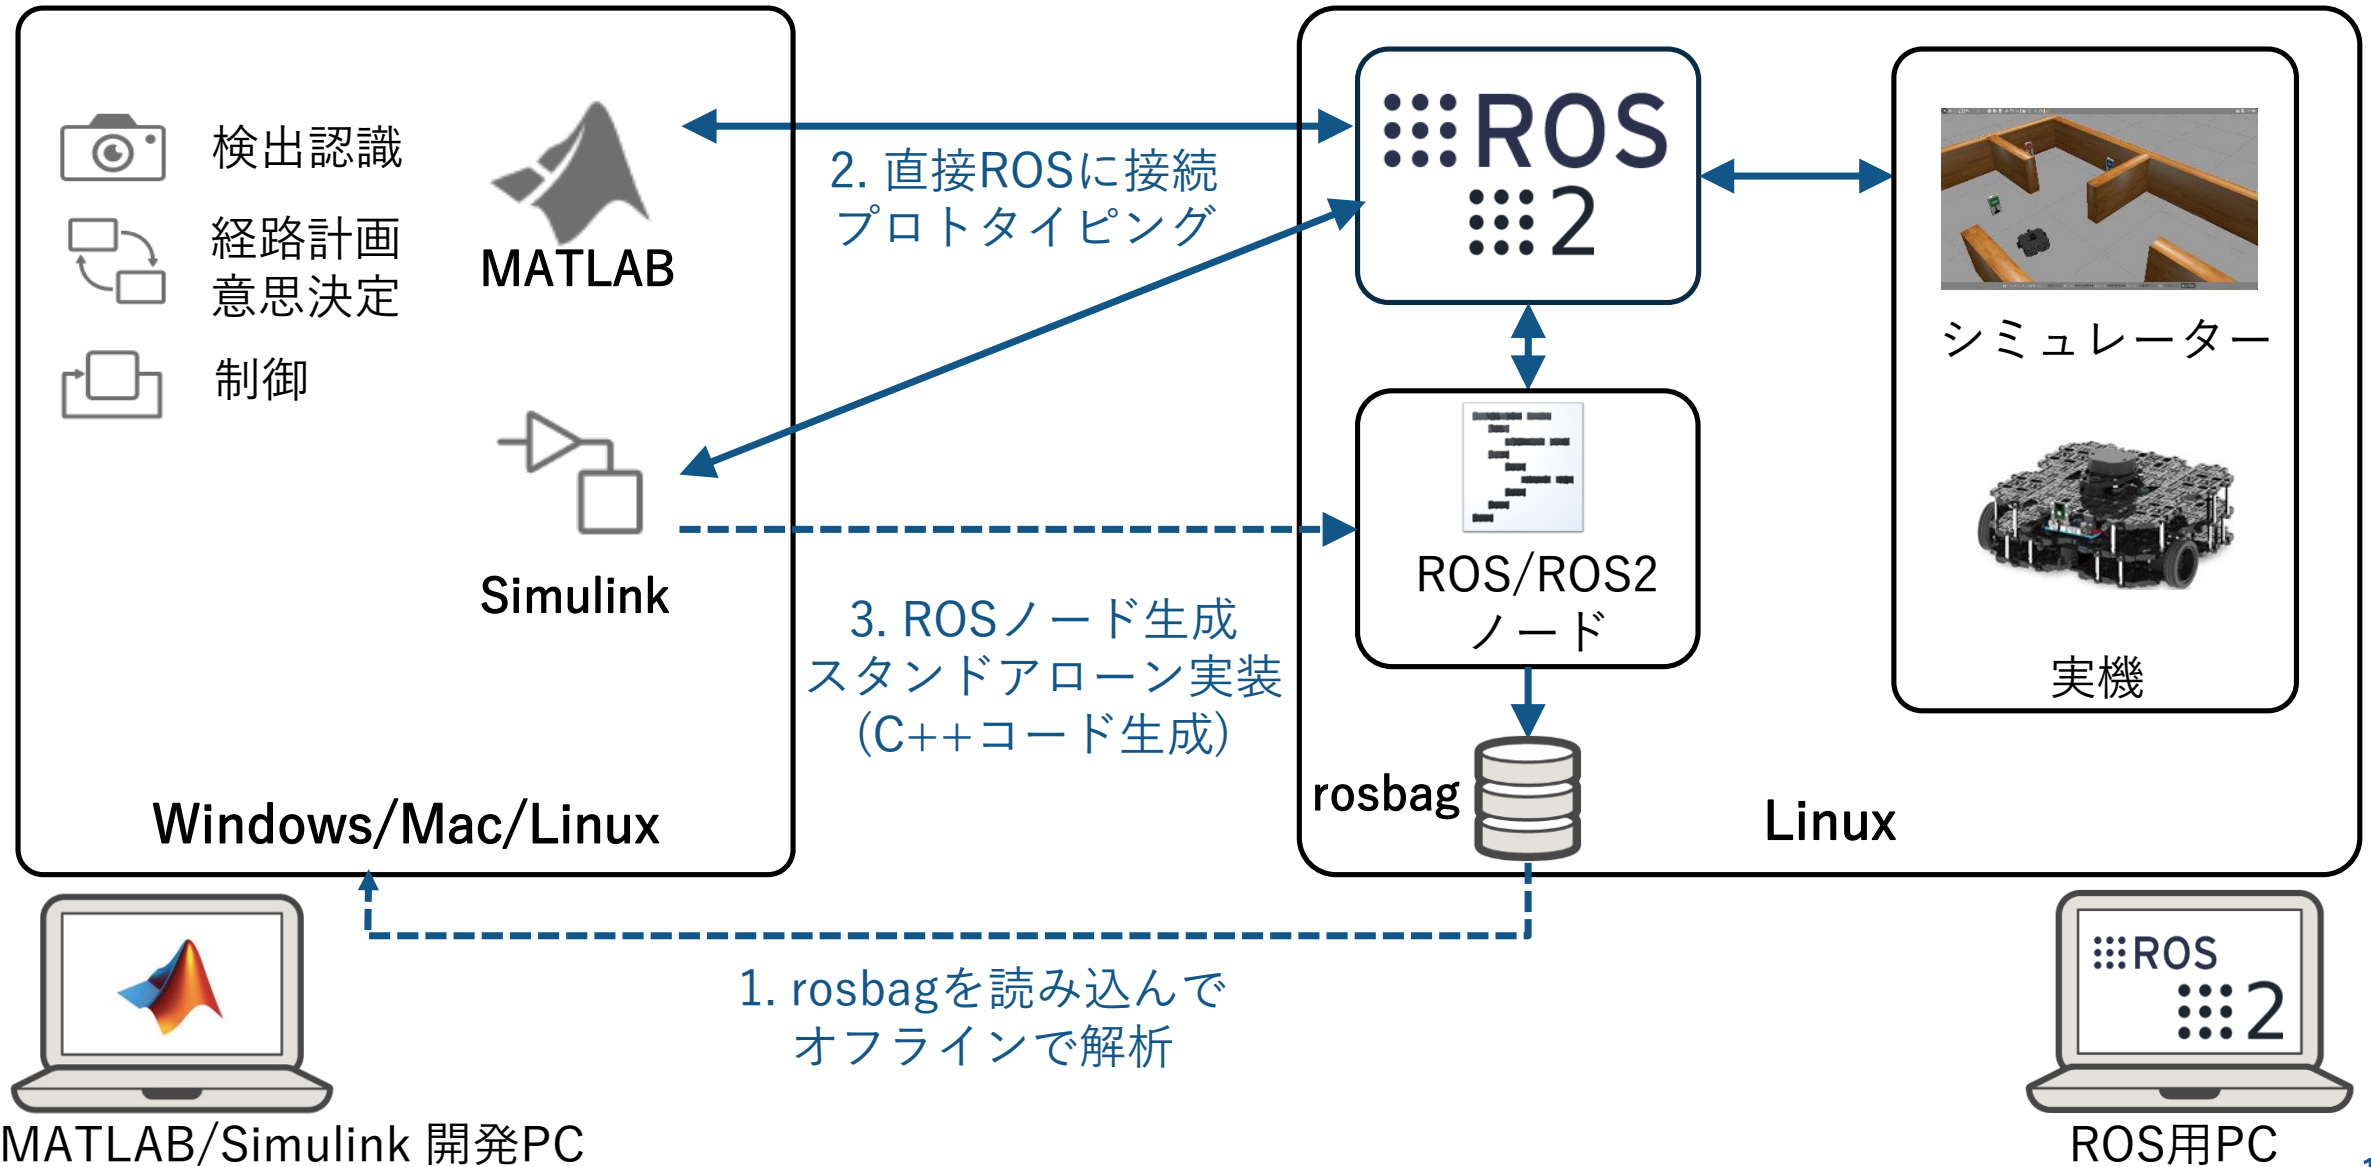 検出認識
経路計画
意思決定
制御
MATLAB
Simulink
Windows/Mac/Linux
MATLAB/Simulink 開発PC
2. 直接ROSに接続
プロトタイピング
3. ROSノード生成
スタンドアローン実装
(C++コード生成)
1. rosbagを読み込んで
オフラインで解析
ROS
2
ROS/ROS2
ノード
rosbag
シミュレーター
実機
Linux
ROS
2
ROS用PC